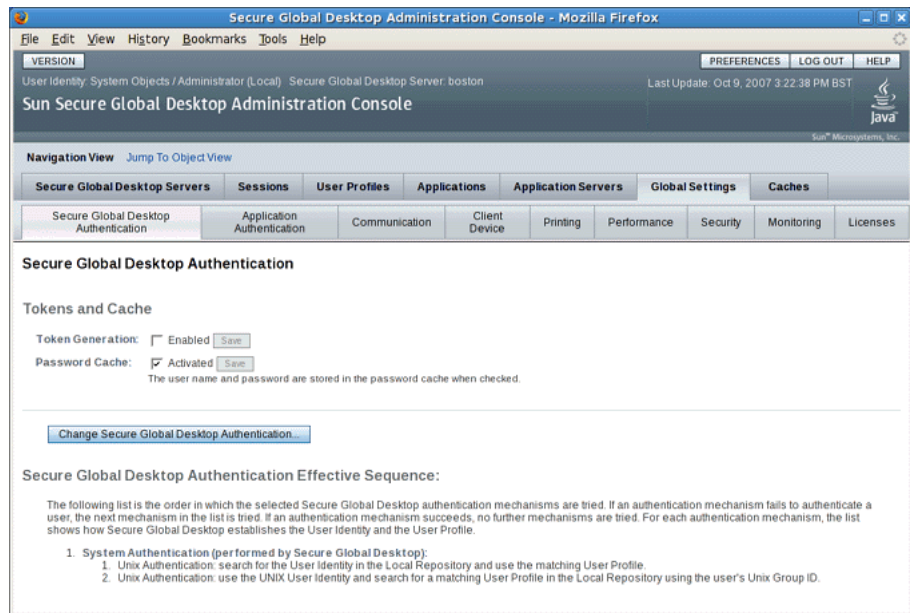 Secure Global Desktop Administration Console - Mozilla Firefox
File Edit View History Bookmarks Tools Help
VERSION
PREFERENCES LOG OUT HELP
User Identity: System Objects / Administrator (Local) Secure Global Desktop Server: boston
Last Update: Oct 9, 2007 3:22:38 PM BST
Sun Secure Global Desktop Administration Console
Java
Sun™ Microsystems, Inc.
Navigation View Jump To Object View
Secure Global Desktop Servers Sessions User Profiles Applications Application Servers Global Settings Caches
Secure Global Desktop Authentication Application Authentication Communication Client Device Printing Performance Security Monitoring Licenses
Secure Global Desktop Authentication
Tokens and Cache
Token Generation: Enabled Save
Password Cache: Activated Save
The user name and password are stored in the password cache when checked.
Change Secure Global Desktop Authentication...
Secure Global Desktop Authentication Effective Sequence:
The following list is the order in which the selected Secure Global Desktop authentication mechanisms are tried. If an authentication mechanism fails to authenticate a
user, the next mechanism in the list is tried. If an authentication mechanism succeeds, no further mechanisms are tried. For each authentication mechanism, the list
shows how Secure Global Desktop establishes the User Identity and the User Profile.
1. System Authentication (performed by Secure Global Desktop):
1. Unix Authentication: search for the User Identity in the Local Repository and use the matching User Profile.
2. Unix Authentication: use the UNIX User Identity and search for a matching User Profile in the Local Repository using the user's Unix Group ID.